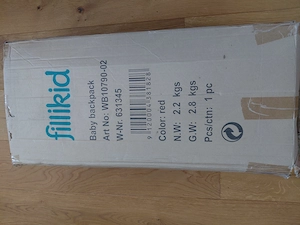 fillikid
Baby backpack
Art No: WB10790-02
W-Nr. 631345
Color: red
N.W: 2.2 kgs
G.W: 2.8 kgs
Pcs/ctn: 1 pc